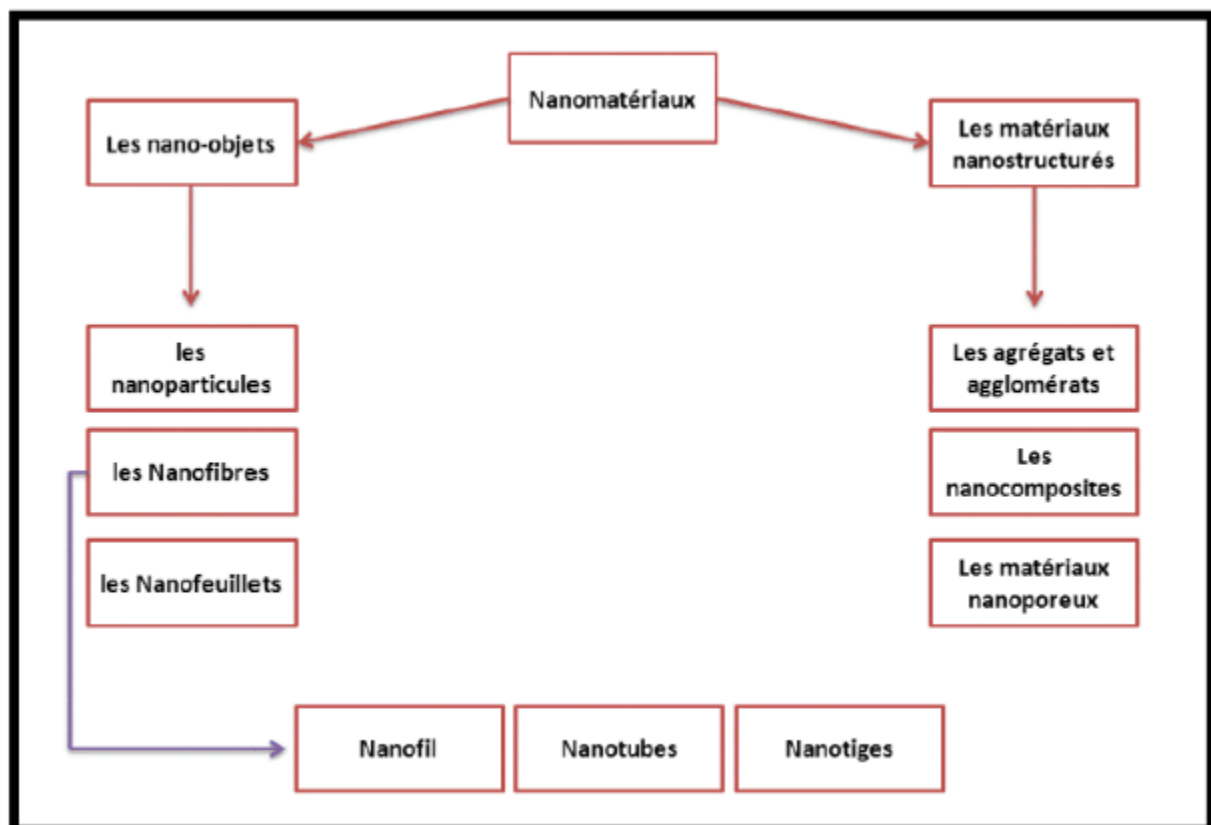 Nanomatériaux
Les nano-objets
Les matériaux
nanostructurés
les
nanoparticules
les Nanofibres
les Nanofeuillets
Les agrégats et
agglomérats
Les
nanocomposites
Les matériaux
nanoporeux
Nanofil
Nanotubes
Nanotiges